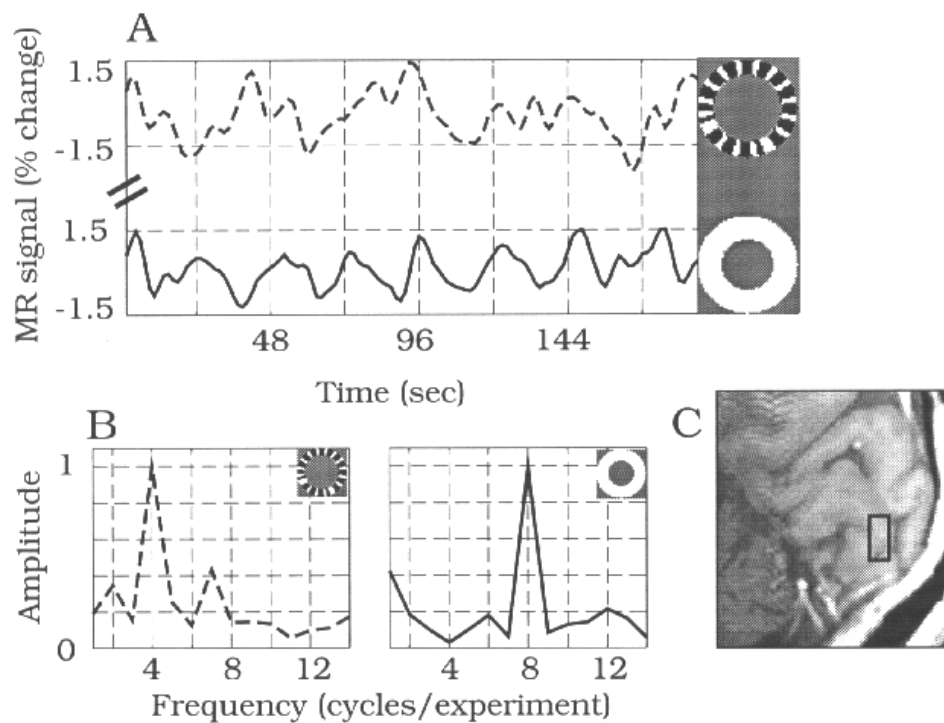 A
MR signal (% change)
1.5
-1.5
1.5
-1.5
48 96 144
Time (sec)
B
C
Amplitude
1
0
4 8 12
4 8 12
Frequency (cycles/experiment)